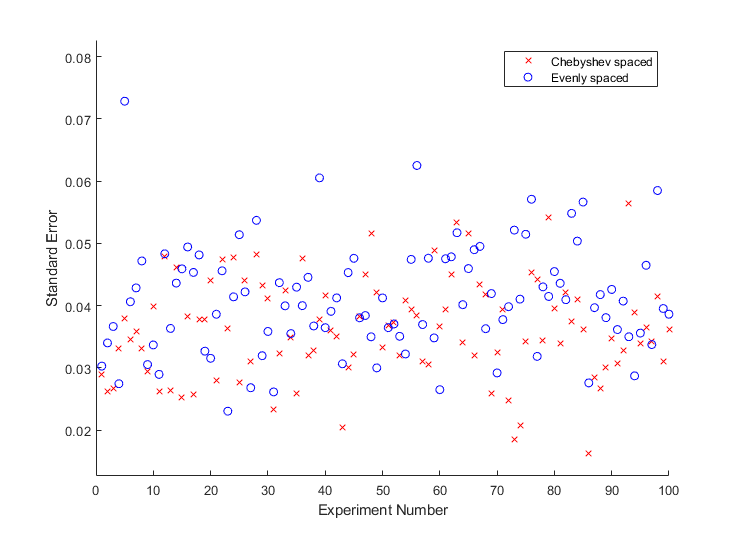 Chebyshev spaced
Evenly spaced
0.08
0.07
0.06
0.05
0.04
0.03
0.02
Standard Error
0 10 20 30 40 50 60 70 80 90 100
Experiment Number